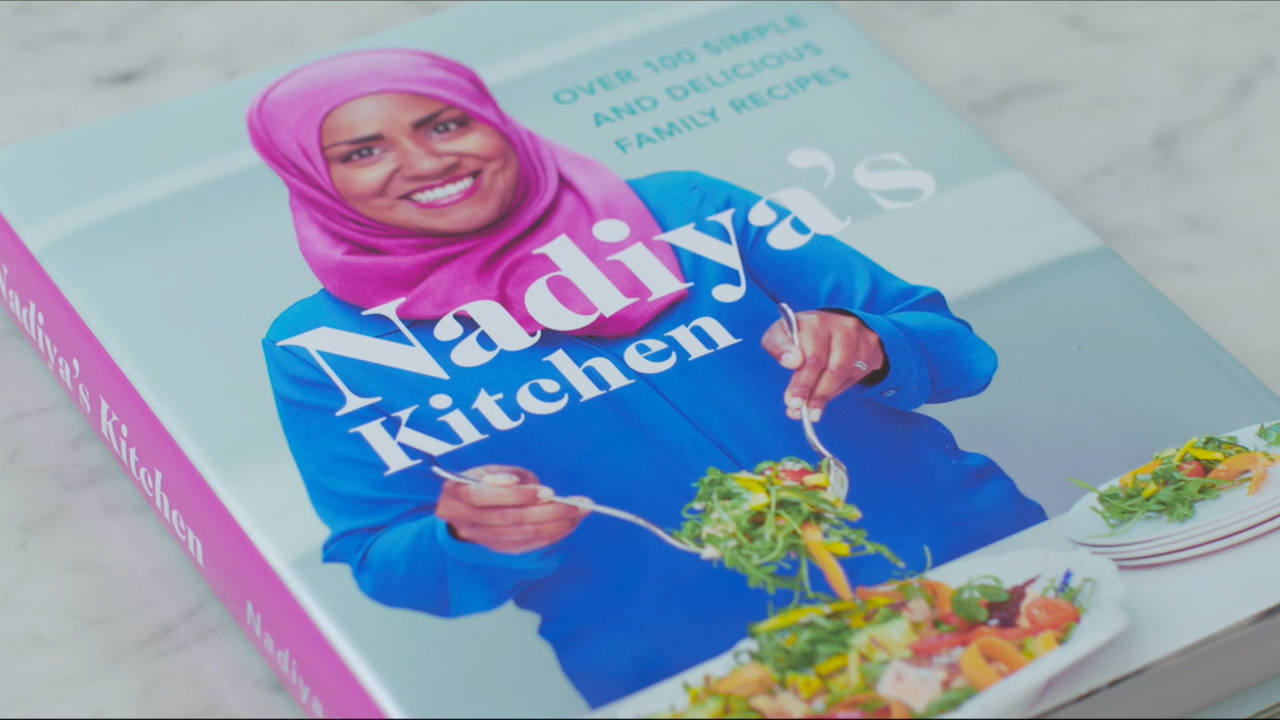 OVER 100 SIMPLE
AND DELICIOUS
FAMILY RECIPES
Nadiya's
Kitchen
Nadiya's Kitchen
Nadiya